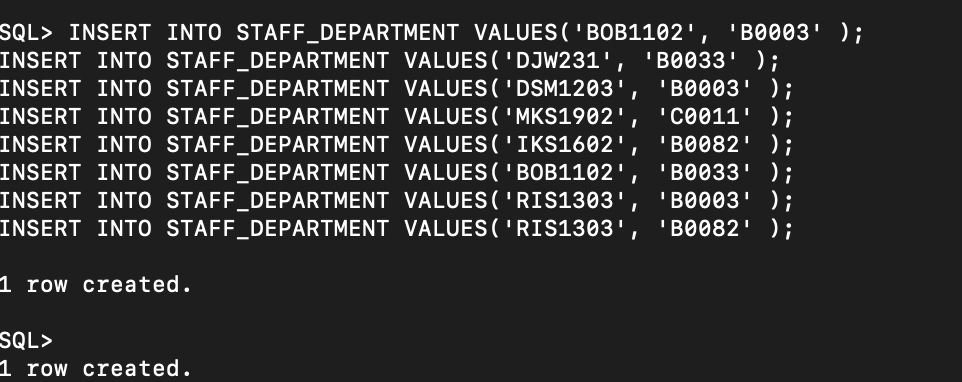 SQL> INSERT INTO STAFF_DEPARTMENT VALUES('BOB1102', 'B0003' );
INSERT INTO STAFF_DEPARTMENT VALUES('DJW231', 'B0033' );
INSERT INTO STAFF_DEPARTMENT VALUES('DSM1203', 'B0003' );
INSERT INTO STAFF_DEPARTMENT VALUES('MKS1902', 'C0011' );
INSERT INTO STAFF_DEPARTMENT VALUES('IKS1602', 'B0082' );
INSERT INTO STAFF_DEPARTMENT VALUES('BOB1102', 'B0033' );
INSERT INTO STAFF_DEPARTMENT VALUES('RIS1303', 'B0003' );
INSERT INTO STAFF_DEPARTMENT VALUES('RIS1303', 'B0082' );
1 row created.
SQL>
1 row created.